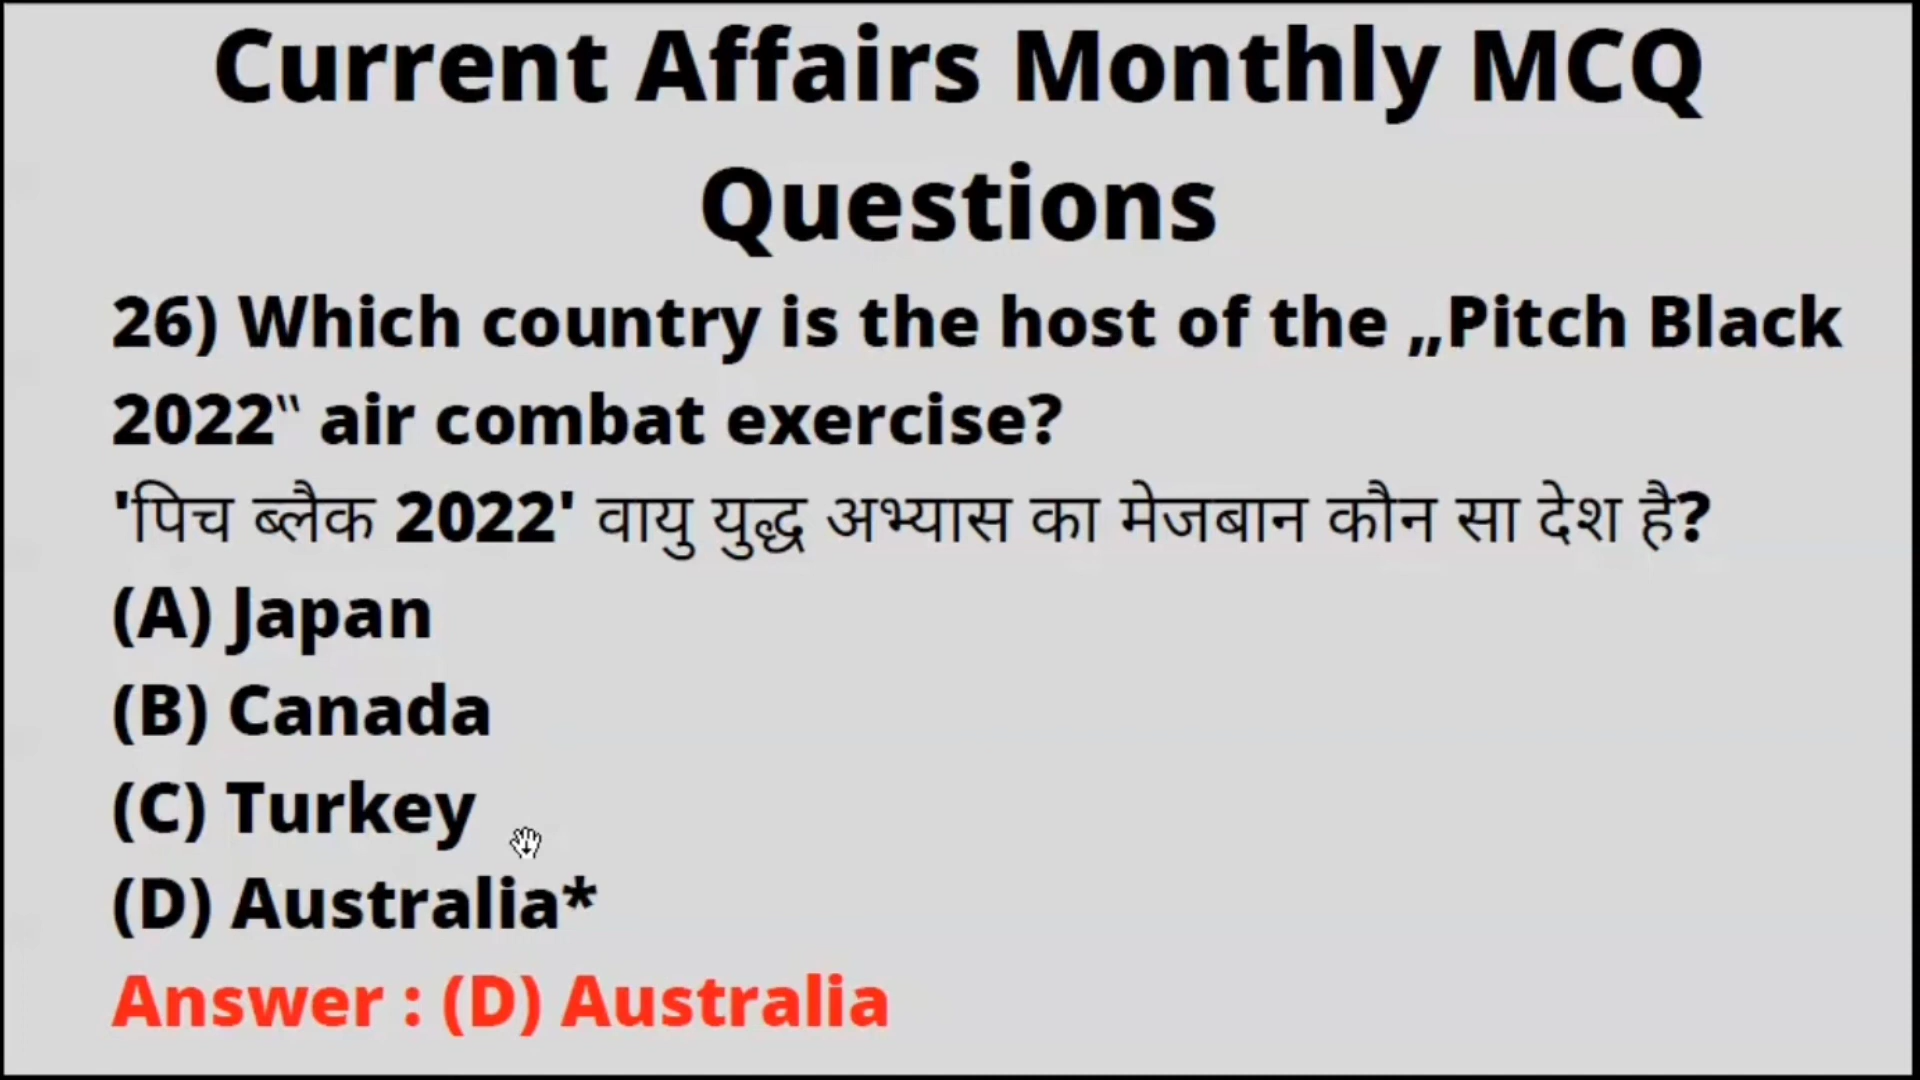 Current Affairs Monthly MCQ
Questions
26) Which country is the host of the „Pitch Black
2022‟ air combat exercise?
'पिच ब्लैक 2022' वायु युद्ध अभ्यास का मेजबान कौन सा देश है?
(A) Japan
(B) Canada
(C) Turkey
(D) Australia*
Answer : (D) Australia